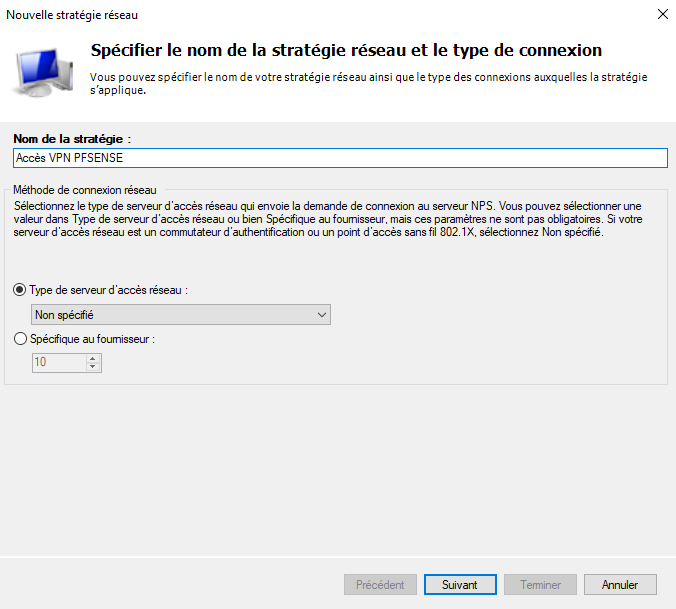 Nouvelle stratégie réseau
Spécifier le nom de la stratégie réseau et le type de connexion
Vous pouvez spécifier le nom de votre stratégie réseau ainsi que le type des connexions auxquelles la stratégie
s'applique.
Nom de la stratégie :
Accès VPN PFSENSE
Méthode de connexion réseau
Sélectionnez le type de serveur d'accès réseau qui envoie la demande de connexion au serveur NPS. Vous pouvez sélectionner une
valeur dans Type de serveur d'accès réseau ou bien Spécifique au fournisseur, mais ces paramètres ne sont pas obligatoires. Si votre
serveur d'accès réseau est un commutateur d'authentification ou un point d'accès sans fil 802.1X, sélectionnez Non spécifié.
Type de serveur d'accès réseau :
Non spécifié
Spécifique au fournisseur :
10
Précédent Suivant Terminer Annuler